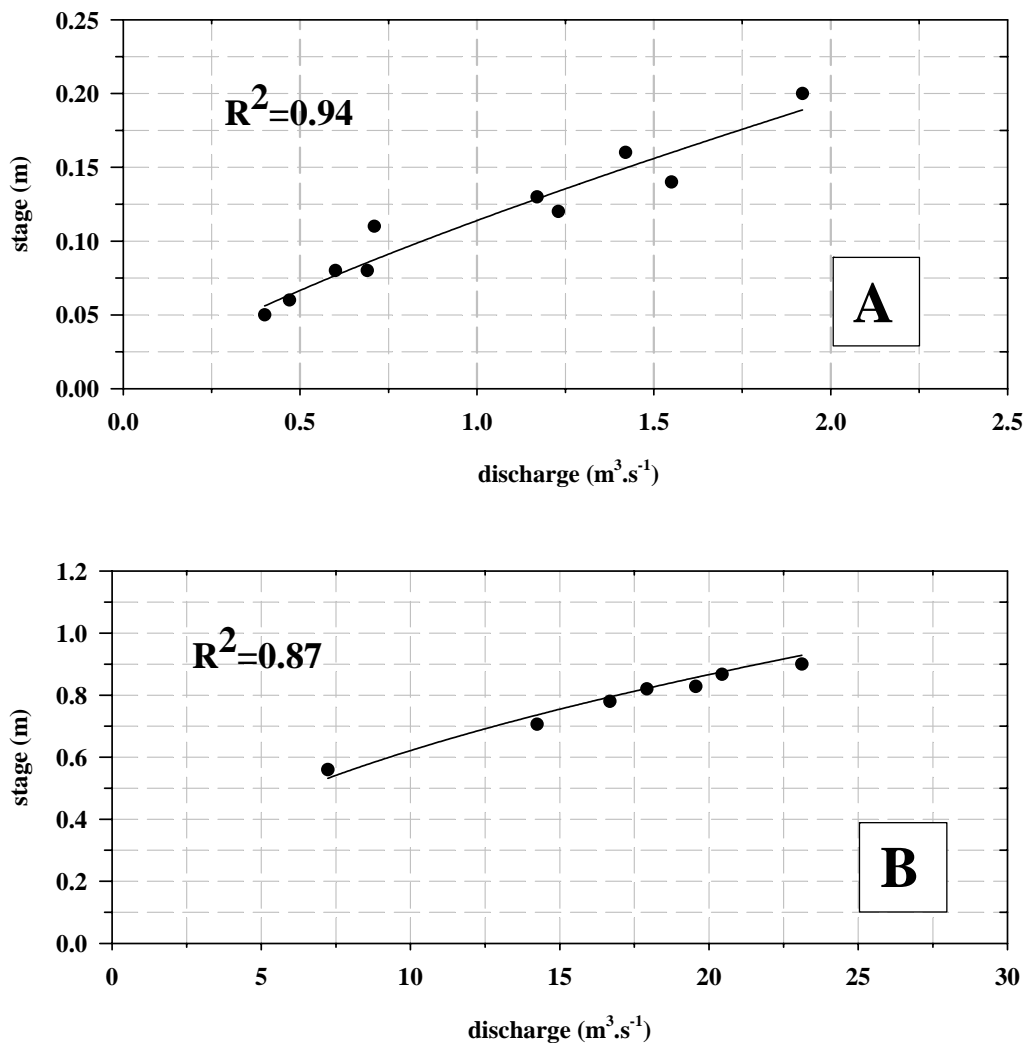 0.25
0.20
0.15
0.10
0.05
0.00
stage (m)
R²=0.94
A
0.0 0.5 1.0 1.5 2.0 2.5
discharge (m³.s⁻¹)
1.2
1.0
0.8
0.6
0.4
0.2
0.0
stage (m)
R²=0.87
B
0 5 10 15 20 25 30
discharge (m³.s⁻¹)